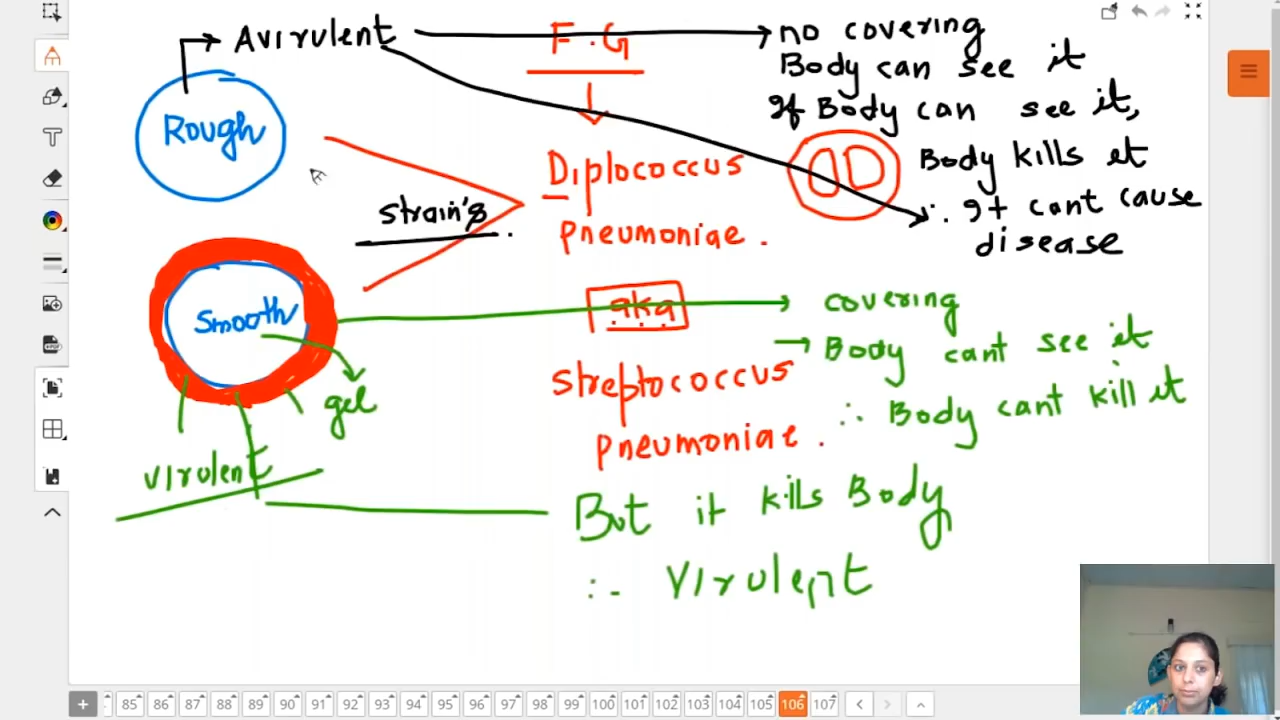 Avirulent
F.G
no covering
Body can see it
If Body can see it,
Body kills it
∴ It cant cause
disease
Rough
Diplococcus
pneumoniae.
strain's.
Smooth
gel
virulent
aka
streptococcus
pneumoniae.
covering
→ Body cant see it
∴ Body cant kill it
But it kills Body
∴ virulent
85 86 87 88 89 90 91 92 93 94 95 96 97 98 99 100 101 102 103 104 105 106 107